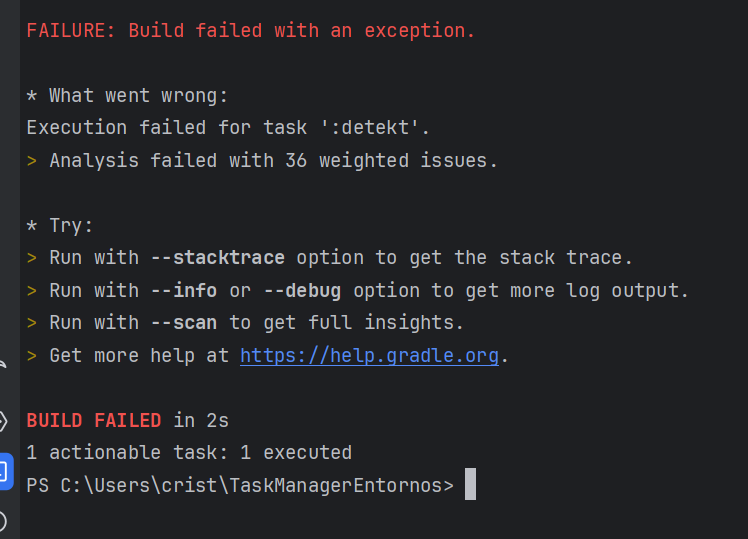 FAILURE: Build failed with an exception.
* What went wrong:
Execution failed for task ':detekt'.
> Analysis failed with 36 weighted issues.
* Try:
> Run with --stacktrace option to get the stack trace.
> Run with --info or --debug option to get more log output.
> Run with --scan to get full insights.
> Get more help at https://help.gradle.org.
BUILD FAILED in 2s
1 actionable task: 1 executed
PS C:\Users\crist\TaskManagerEntornos>